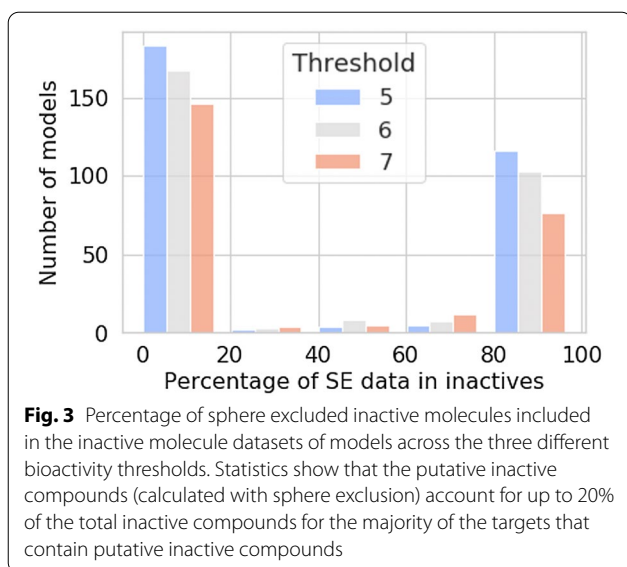 Threshold
5
6
7
Number of models
150
100
50
0
0 20 40 60 80 100
Percentage of SE data in inactives
Fig. 3 Percentage of sphere excluded inactive molecules included
in the inactive molecule datasets of models across the three different
bioactivity thresholds. Statistics show that the putative inactive
compounds (calculated with sphere exclusion) account for up to 20%
of the total inactive compounds for the majority of the targets that
contain putative inactive compounds